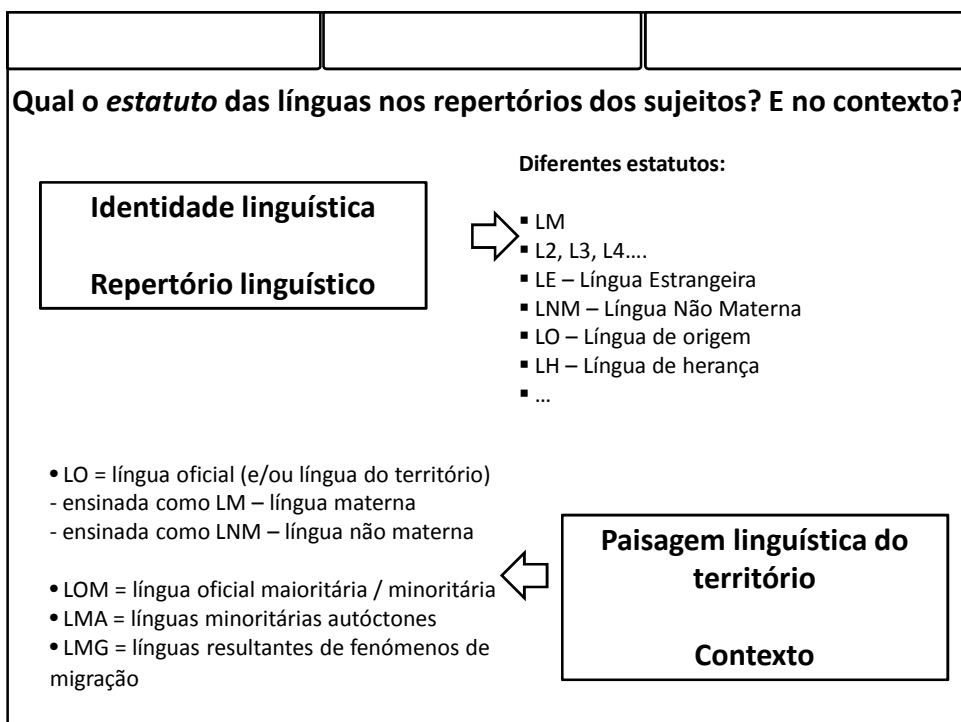 Qual o estatuto das línguas nos repertórios dos sujeitos? E no contexto?
Identidade linguística
Repertório linguístico
Diferentes estatutos:
▪ LM
▪ L2, L3, L4....
▪ LE – Língua Estrangeira
▪ LNM – Língua Não Materna
▪ LO – Língua de origem
▪ LH – Língua de herança
▪ ...
• LO = língua oficial (e/ou língua do território)
- ensinada como LM – língua materna
- ensinada como LNM – língua não materna
• LOM = língua oficial maioritária / minoritária
• LMA = línguas minoritárias autóctones
• LMG = línguas resultantes de fenómenos de
migração
Paisagem linguística do
território
Contexto